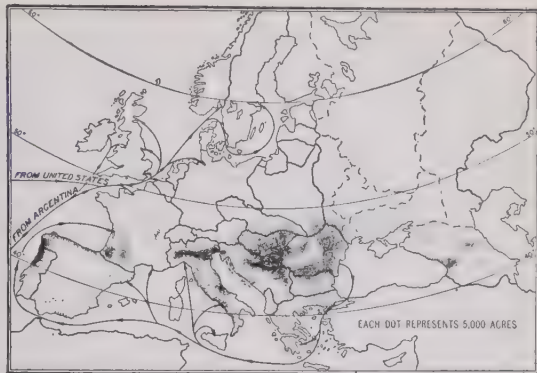 FROM UNITED STATES
FROM ARGENTINA
EACH DOT REPRESENTS 5,000 ACRES